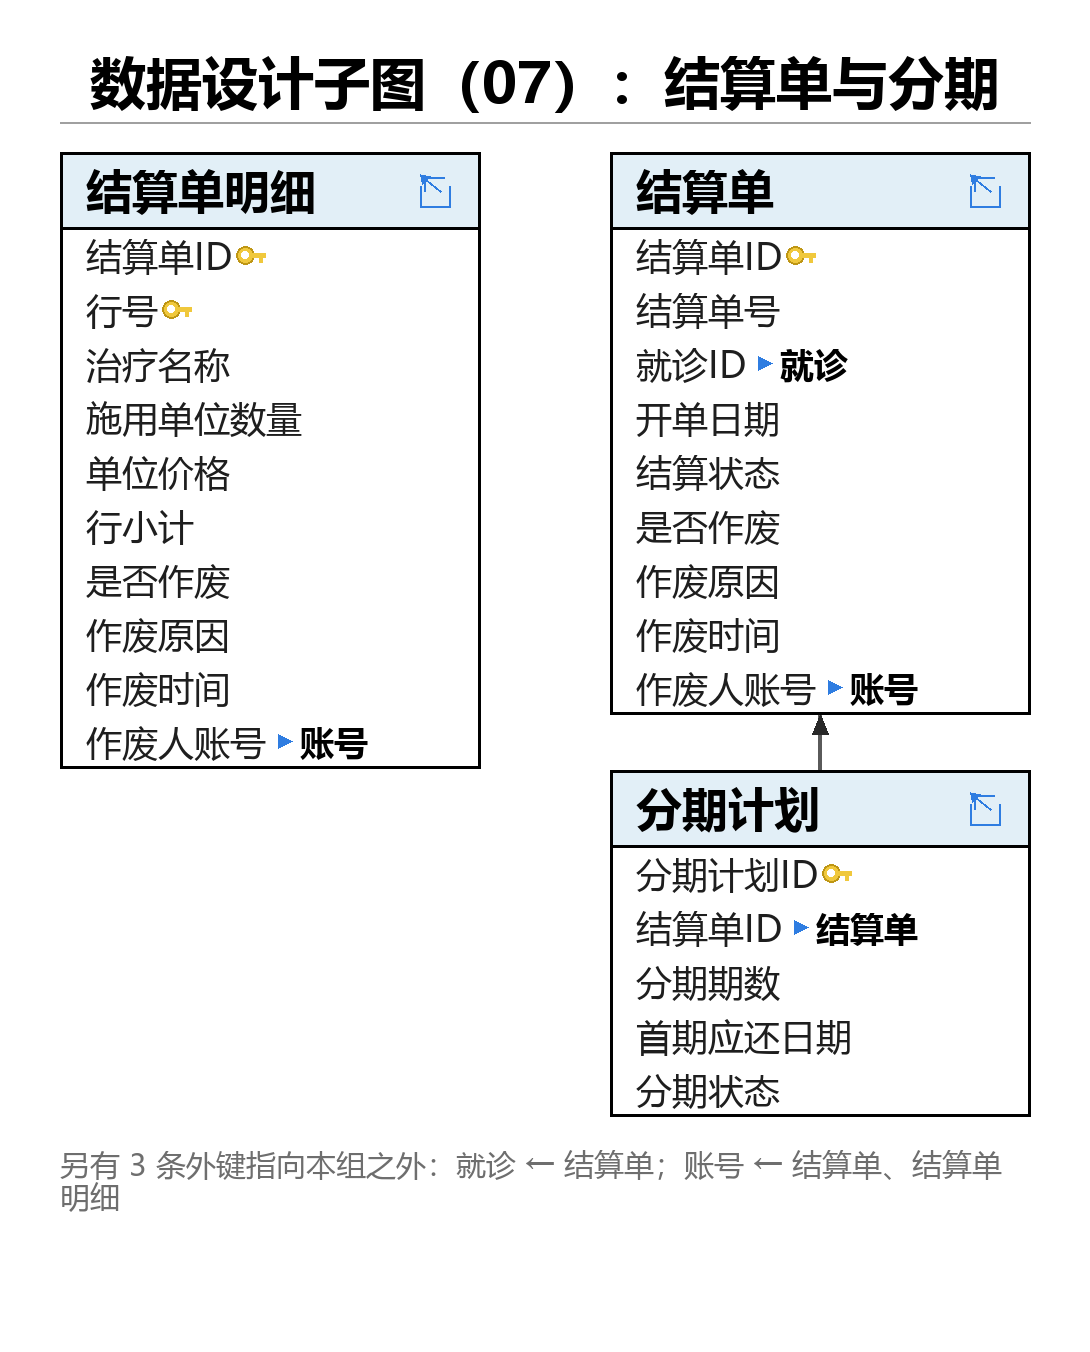 数据设计子图（07）：结算单与分期
结算单明细
结算单ID
行号
治疗名称
施用单位数量
单位价格
行小计
是否作废
作废原因
作废时间
作废人账号 ▶ 账号
结算单
结算单ID
结算单号
就诊ID ▶ 就诊
开单日期
结算状态
是否作废
作废原因
作废时间
作废人账号 ▶ 账号
分期计划
分期计划ID
结算单ID ▶ 结算单
分期期数
首期应还日期
分期状态
另有 3 条外键指向本组之外：就诊 ← 结算单；账号 ← 结算单、结算单
明细